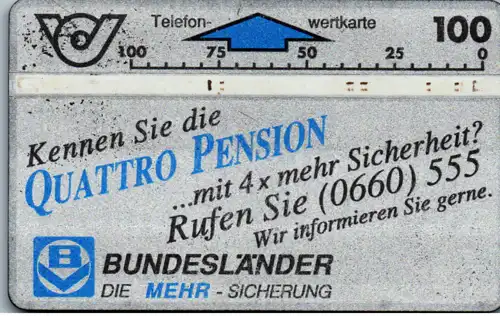 Telefon- wertkarte 100
100 75 50 25 0
Kennen Sie die
QUATTRO PENSION
...mit 4 x mehr Sicherheit?
Rufen Sie (0660) 555
Wir informieren Sie gerne.
B
V
BUNDESLÄNDER
DIE MEHR - SICHERUNG